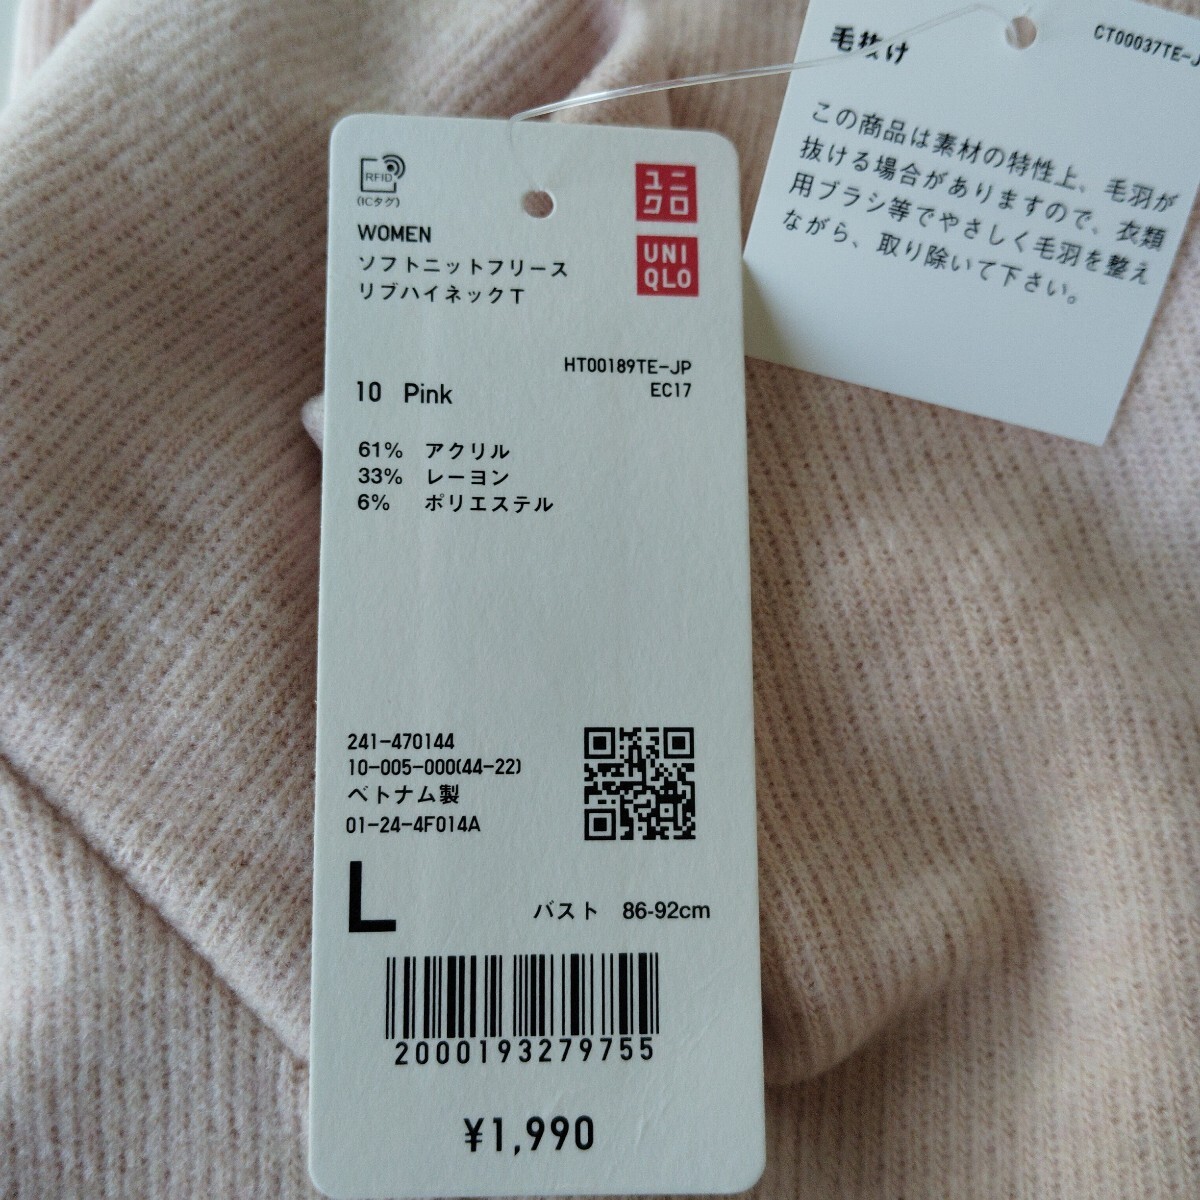 毛抜け
CT00037TE-J
この商品は素材の特性上、毛羽が
抜ける場合がありますので、衣類
用ブラシ等でやさしく毛羽を整え
ながら、取り除いて下さい。
RFID
(ICタグ)
ユニ
クロ
UNI
QLO
WOMEN
ソフトニットフリース
リブハイネックT
HT00189TE-JP
EC17
10 Pink
61% アクリル
33% レーヨン
6% ポリエステル
241-470144
10-005-000(44-22)
ベトナム製
01-24-4F014A
L
バスト 86-92cm
2000193279755
¥1,990